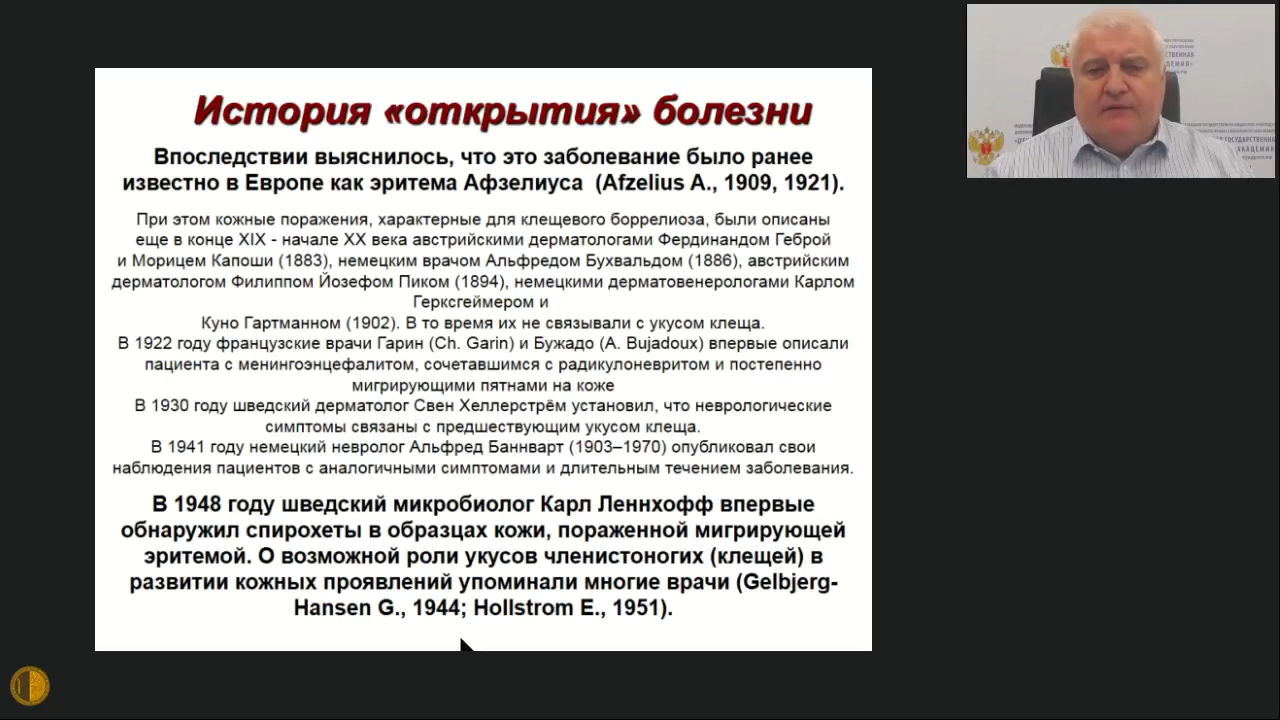 История «открытия» болезни
Впоследствии выяснилось, что это заболевание было ранее
известно в Европе как эритема Афзелиуса (Afzelius A., 1909, 1921).
При этом кожные поражения, характерные для клещевого боррелиоза, были описаны
еще в конце XIX - начале XX века австрийскими дерматологами Фердинандом Геброй
и Морицем Капоши (1883), немецким врачом Альфредом Бухвальдом (1886), австрийским
дерматологом Филиппом Йозефом Пиком (1894), немецкими дерматовенерологами Карлом
Герксгеймером и
Куно Гартманном (1902). В то время их не связывали с укусом клеща.
В 1922 году французские врачи Гарин (Ch. Garin) и Бужадо (A. Bujadoux) впервые описали
пациента с менингоэнцефалитом, сочетавшимся с радикулоневритом и постепенно
мигрирующими пятнами на коже
В 1930 году шведский дерматолог Свен Хеллерстрём установил, что неврологические
симптомы связаны с предшествующим укусом клеща.
В 1941 году немецкий невролог Альфред Баннварт (1903–1970) опубликовал свои
наблюдения пациентов с аналогичными симптомами и длительным течением заболевания.
В 1948 году шведский микробиолог Карл Леннхофф впервые
обнаружил спирохеты в образцах кожи, пораженной мигрирующей
эритемой. О возможной роли укусов членистоногих (клещей) в
развитии кожных проявлений упоминали многие врачи (Gelbjerg-
Hansen G., 1944; Hollstrom E., 1951).